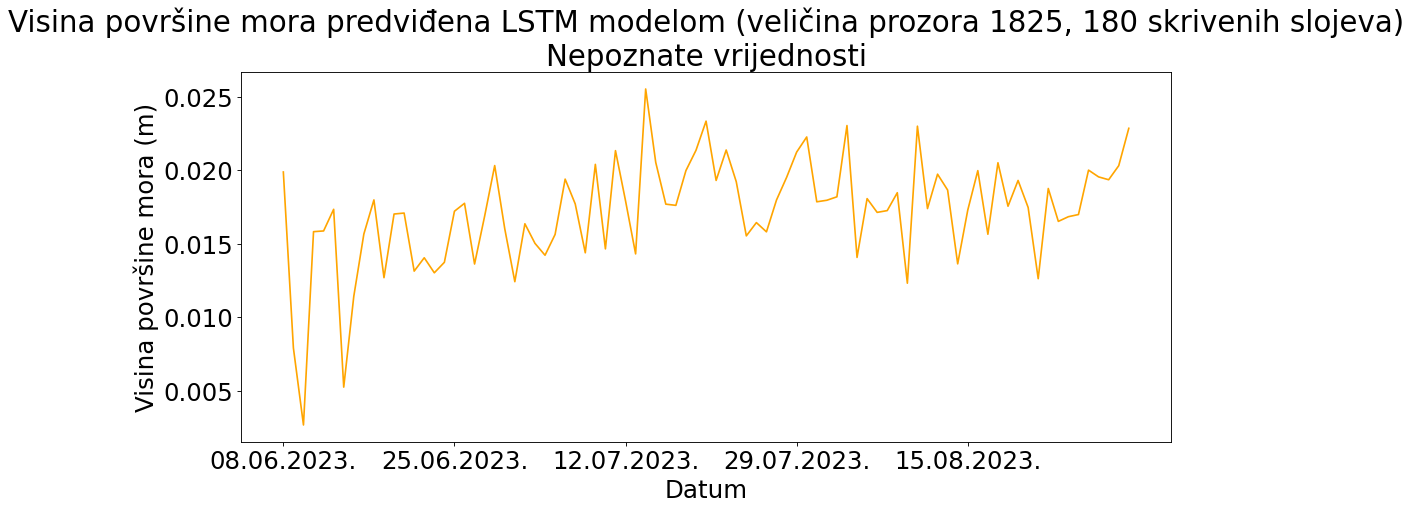 Visina površine mora predviđena LSTM modelom (veličina prozora 1825, 180 skrivenih slojeva)
Nepoznate vrijednosti
Visina površine mora (m)
0.025
0.020
0.015
0.010
0.005
08.06.2023. 25.06.2023. 12.07.2023. 29.07.2023. 15.08.2023.
Datum